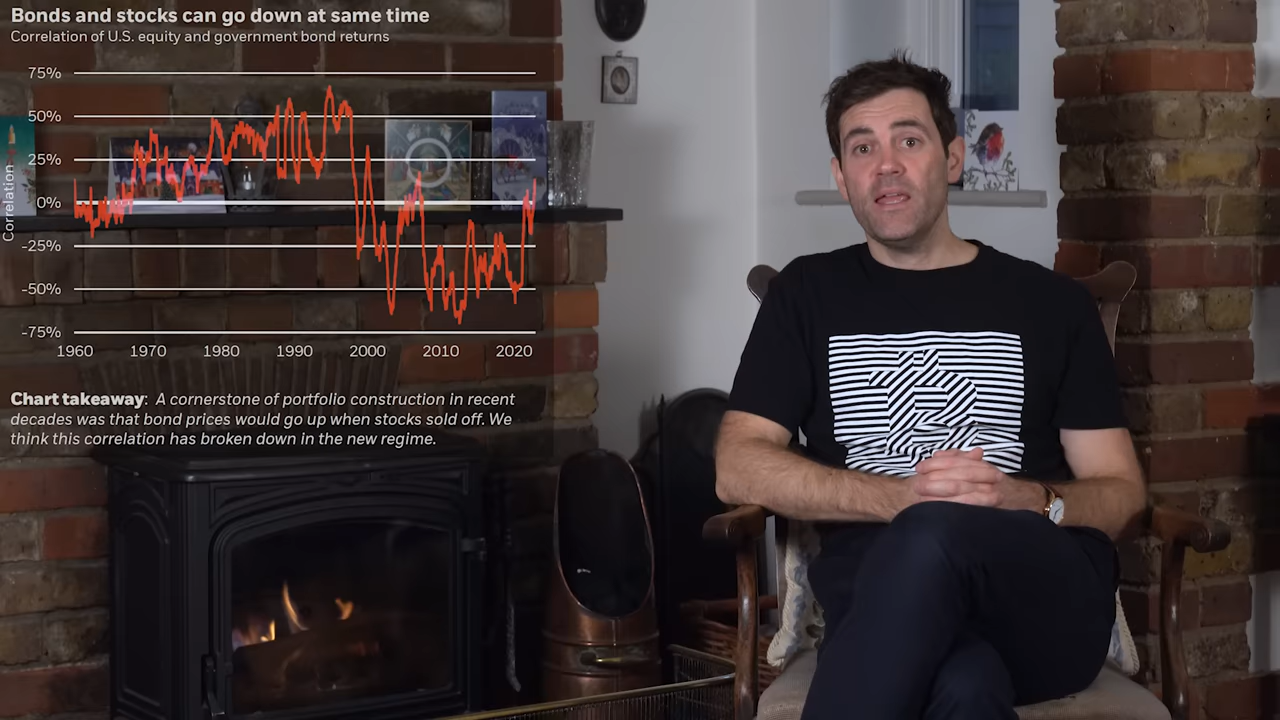 Bonds and stocks can go down at same time
Correlation of U.S. equity and government bond returns
75%
50%
25%
0%
-25%
-50%
-75%
Correlation
1960 1970 1980 1990 2000 2010 2020
Chart takeaway: A cornerstone of portfolio construction in recent
decades was that bond prices would go up when stocks sold off. We
think this correlation has broken down in the new regime.